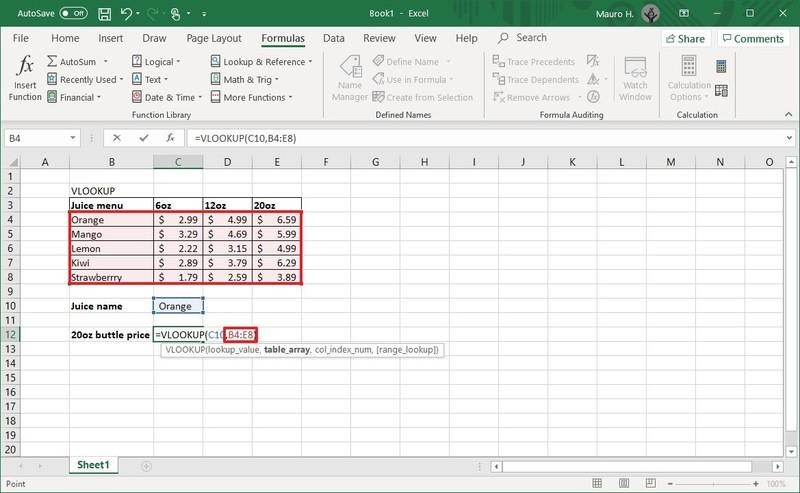 AutoSave Off Book1 - Excel Mauro H.
File Home Insert Draw Page Layout Formulas Data Review View Help Search Share Comments
fx Insert Function
AutoSum
Recently Used
Financial
Logical
Text
Date & Time
Lookup & Reference
Math & Trig
More Functions
Function Library
Name Manager
Define Name
Use in Formula
Create from Selection
Defined Names
Trace Precedents
Trace Dependents
Remove Arrows
fx
Formula Auditing
Watch Window
Calculation Options
Calculation
B4 fx =VLOOKUP(C10,B4:E8)
A B C D E F G H I J K L M N O
1
2 VLOOKUP
3 Juice menu 6oz 12oz 20oz
4 Orange $ 2.99 $ 4.99 $ 6.59
5 Mango $ 3.29 $ 4.69 $ 5.99
6 Lemon $ 2.22 $ 3.15 $ 4.99
7 Kiwi $ 2.89 $ 3.79 $ 6.29
8 Strawberrry $ 1.79 $ 2.59 $ 3.89
9
10 Juice name Orange
11
12 20oz buttle price =VLOOKUP(C10,B4:E8)
13 VLOOKUP(lookup_value, table_array, col_index_num, [range_lookup])
14
15
16
17
18
19
20
Sheet1
Point 100%